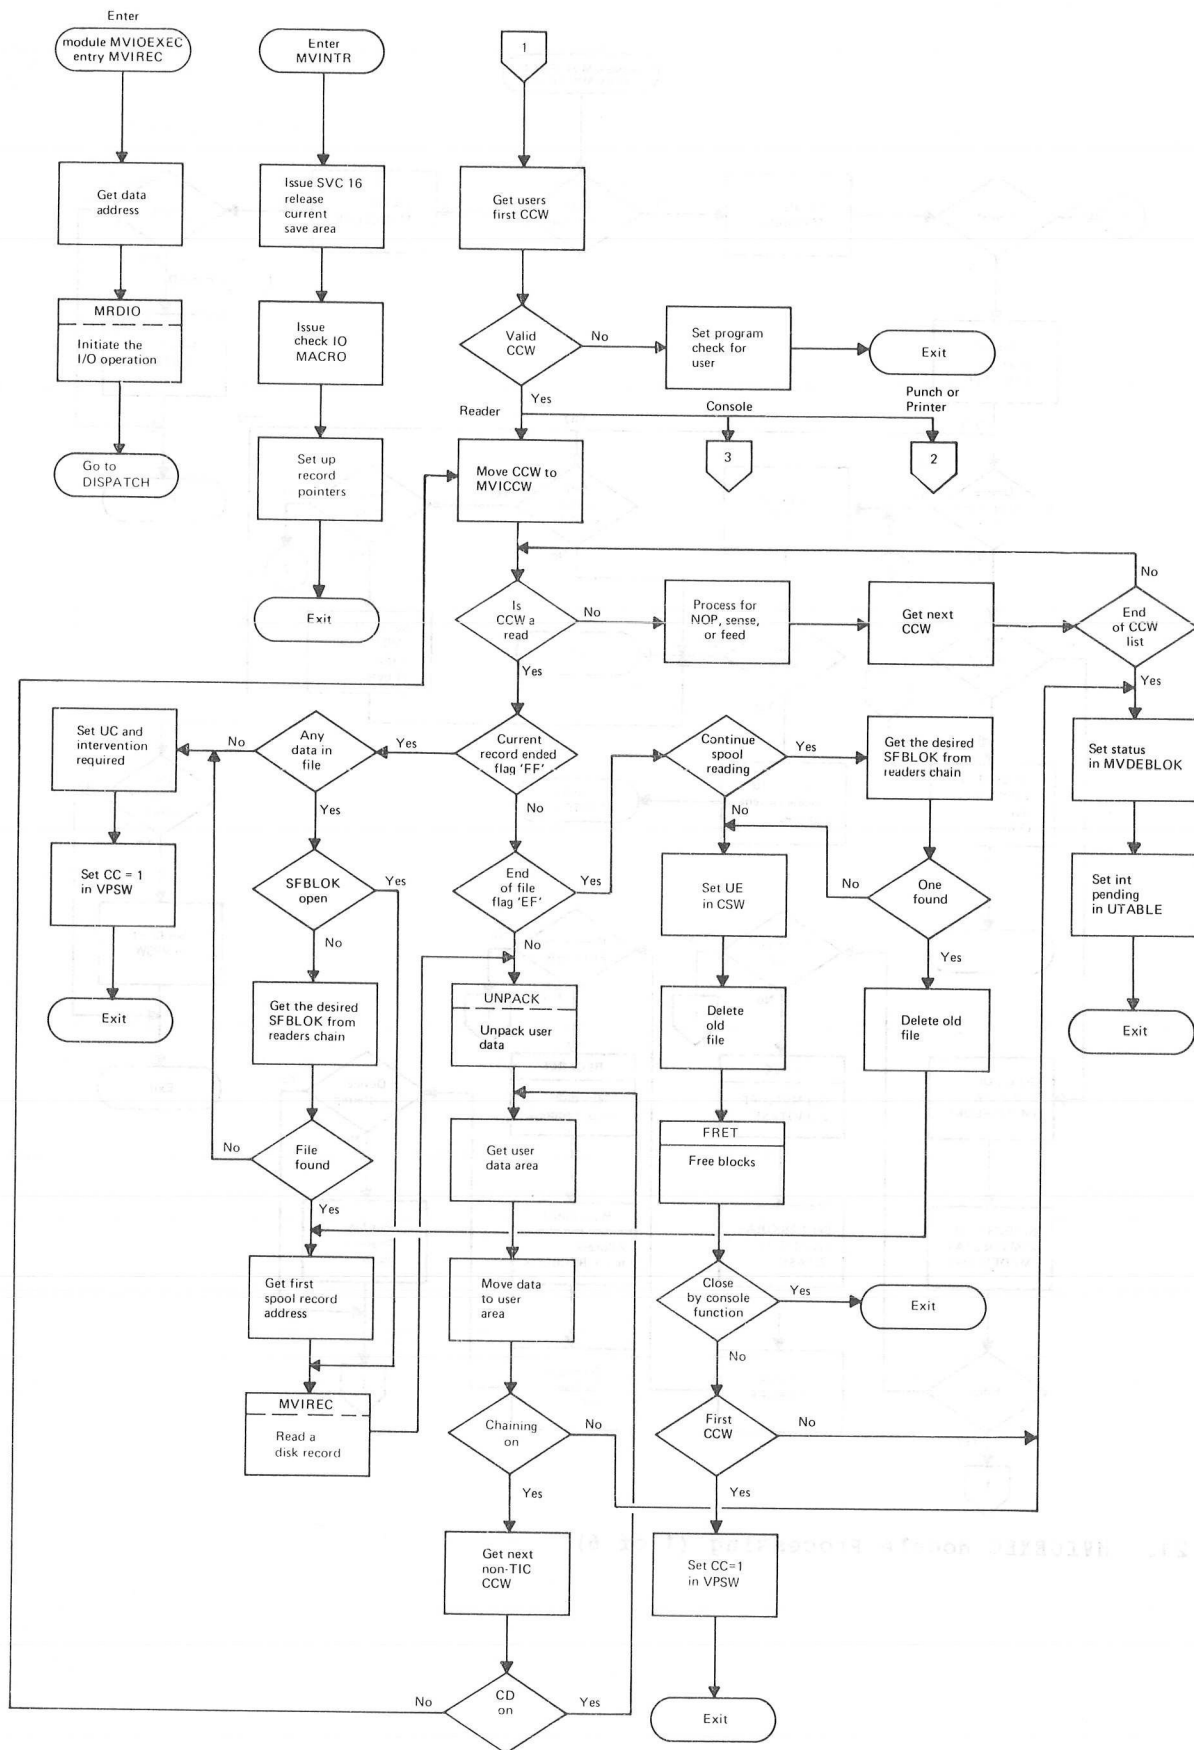 Enter
module MVIOEXEC
entry MVIREC
Get data
address
MRDIO
Initiate the
I/O operation
Go to
DISPATCH
Enter
MVINTR
Issue SVC 16
release
current
save area
Issue
check IO
MACRO
Set up
record
pointers
Exit
1
Get users
first CCW
Valid
CCW
No
Set program
check for
user
Exit
Yes
Reader
Console
Punch or
Printer
3
2
Move CCW to
MVICCW
Is
CCW a
read
No
Process for
NOP, sense,
or feed
Get next
CCW
End
of CCW
list
No
Yes
Set status
in MVDEBLOK
Set int
pending
in UTABLE
Exit
Yes
Current
record ended
flag 'FF'
Yes
Any
data in
file
No
Set UC and
intervention
required
Set CC = 1
in VPSW
Exit
Yes
SFBLOK
open
Yes
No
Get the desired
SFBLOK from
readers chain
File
found
No
Yes
Get first
spool record
address
MVIREC
Read a
disk record
No
End
of file
flag 'EF'
Yes
No
UNPACK
Unpack user
data
Get user
data area
Move data
to user
area
Chaining
on
No
Yes
Get next
non-TIC
CCW
CD
on
No
Yes
Continue
spool
reading
Yes
Get the desired
SFBLOK from
readers chain
No
One
found
No
Yes
Delete old
file
Set UE
in CSW
Delete
old
file
FRET
Free blocks
Close
by console
function
Yes
Exit
No
First
CCW
No
Yes
Set CC=1
in VPSW
Exit